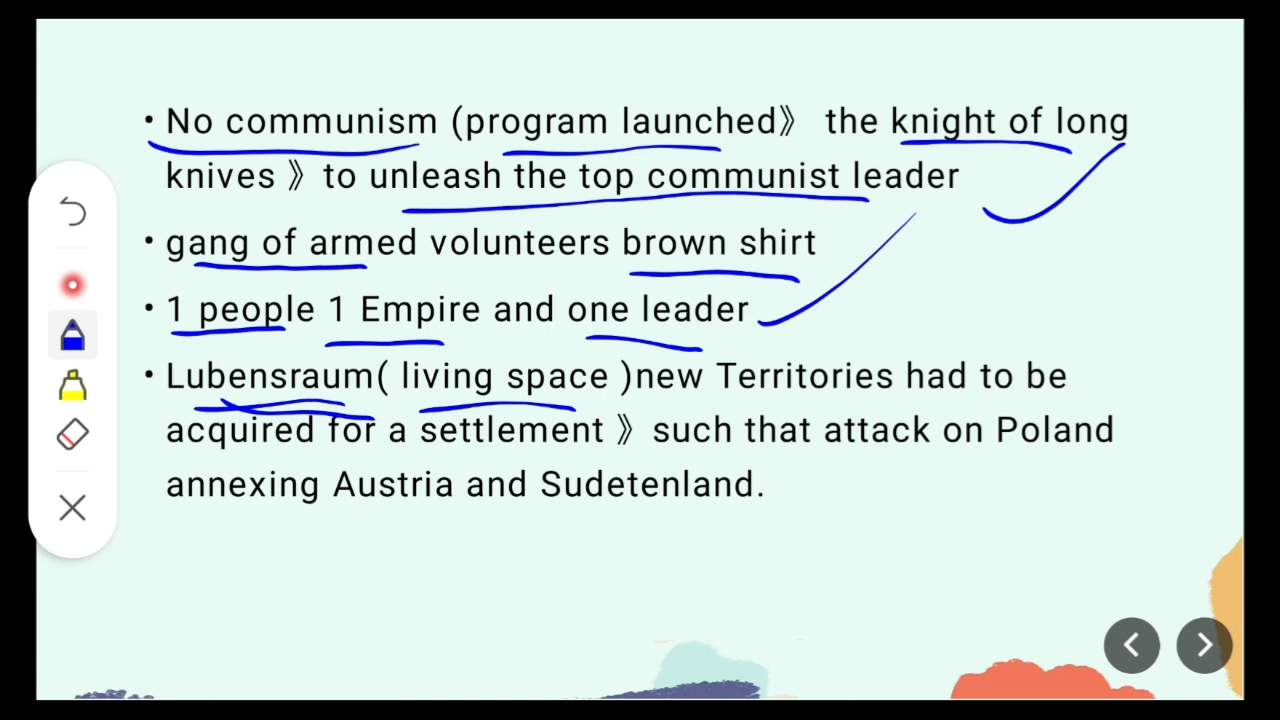 • No communism (program launched》 the knight of long
knives 》to unleash the top communist leader
• gang of armed volunteers brown shirt
• 1 people 1 Empire and one leader
• Lubensraum( living space )new Territories had to be
acquired for a settlement 》such that attack on Poland
annexing Austria and Sudetenland.